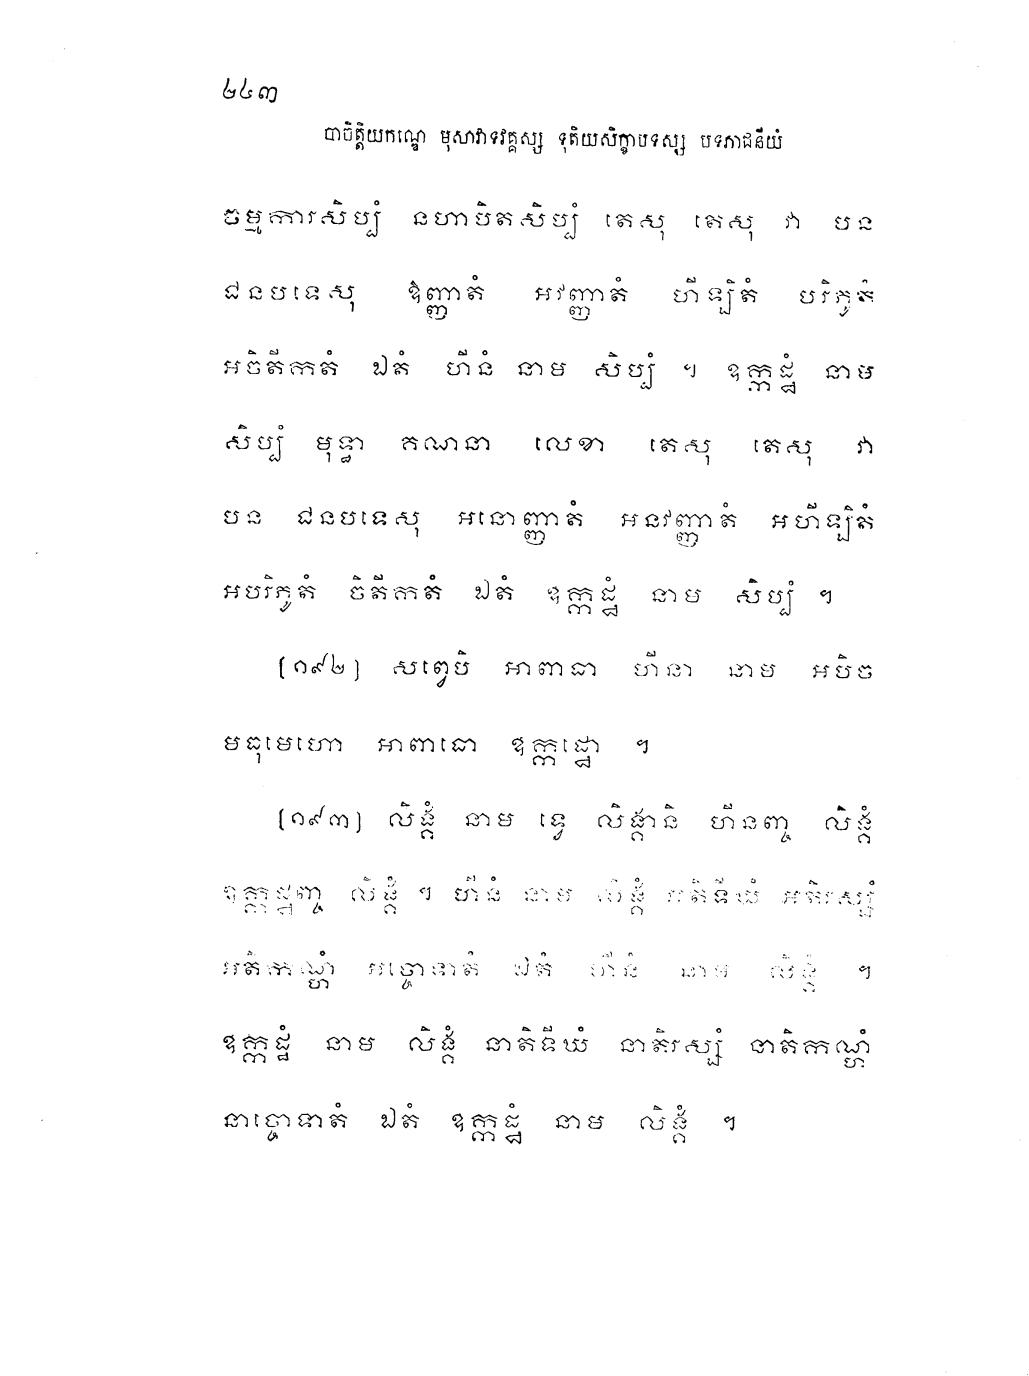 ២៤៣
បាចិត្តិយកណ្ឌេ មុសាវាទវគ្គស្ស ទុតិយសិក្ខាបទស្ស បទភាជនីយំ
ចម្មការសិប្បំ នហាបិតសិប្បំ តេសុ តេសុ វា បន
ជនបទេសុ ឱញ្ញាតំ អវញ្ញាតំ ហីឡិតំ បរិភូតំ
អចិតីកតំ ឯតំ ហីនំ នាម សិប្បំ ។ ឧក្កដ្ឋំ នាម
សិប្បំ មុទ្ធា គណនា លេខា តេសុ តេសុ វា
បន ជនបទេសុ អនោញ្ញាតំ អនវញ្ញាតំ អហីឡិតំ
អបរិភូតំ ចិតីកតំ ឯតំ ឧក្កដ្ឋំ នាម សិប្បំ ។
[១៩២] សព្វេបិ អាពាធា ហីនា នាម អបិច
មធុមេហោ អាពាធោ ឧក្កដ្ឋោ ។
[១៩៣] លិង្គំ នាម ទ្វេ លិង្គានិ ហីនញ្ច លិង្គំ
ឧក្កដ្ឋញ្ច លិង្គំ ។ ហីនំ នាម លិង្គំ អតិទីឃំ អតិរស្សំ
អតិកណ្ហំ អច្ចោទាតំ ឯតំ ហីនំ នាម លិង្គំ ។
ឧក្កដ្ឋំ នាម លិង្គំ នាតិទីឃំ នាតិរស្សំ នាតិកណ្ហំ
នាច្ចោទាតំ ឯតំ ឧក្កដ្ឋំ នាម លិង្គំ ។